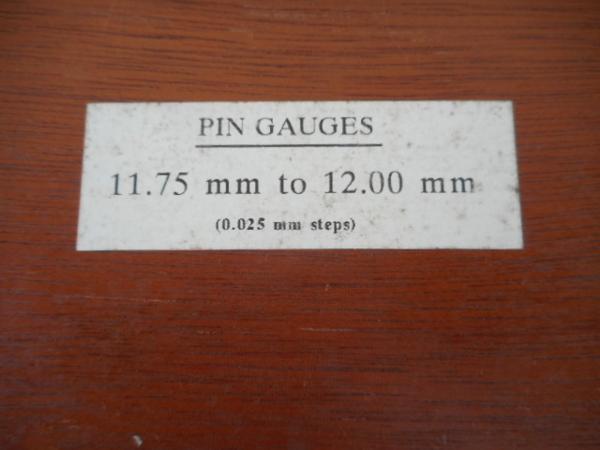 PIN GAUGES
11.75 mm to 12.00 mm
(0.025 mm steps)